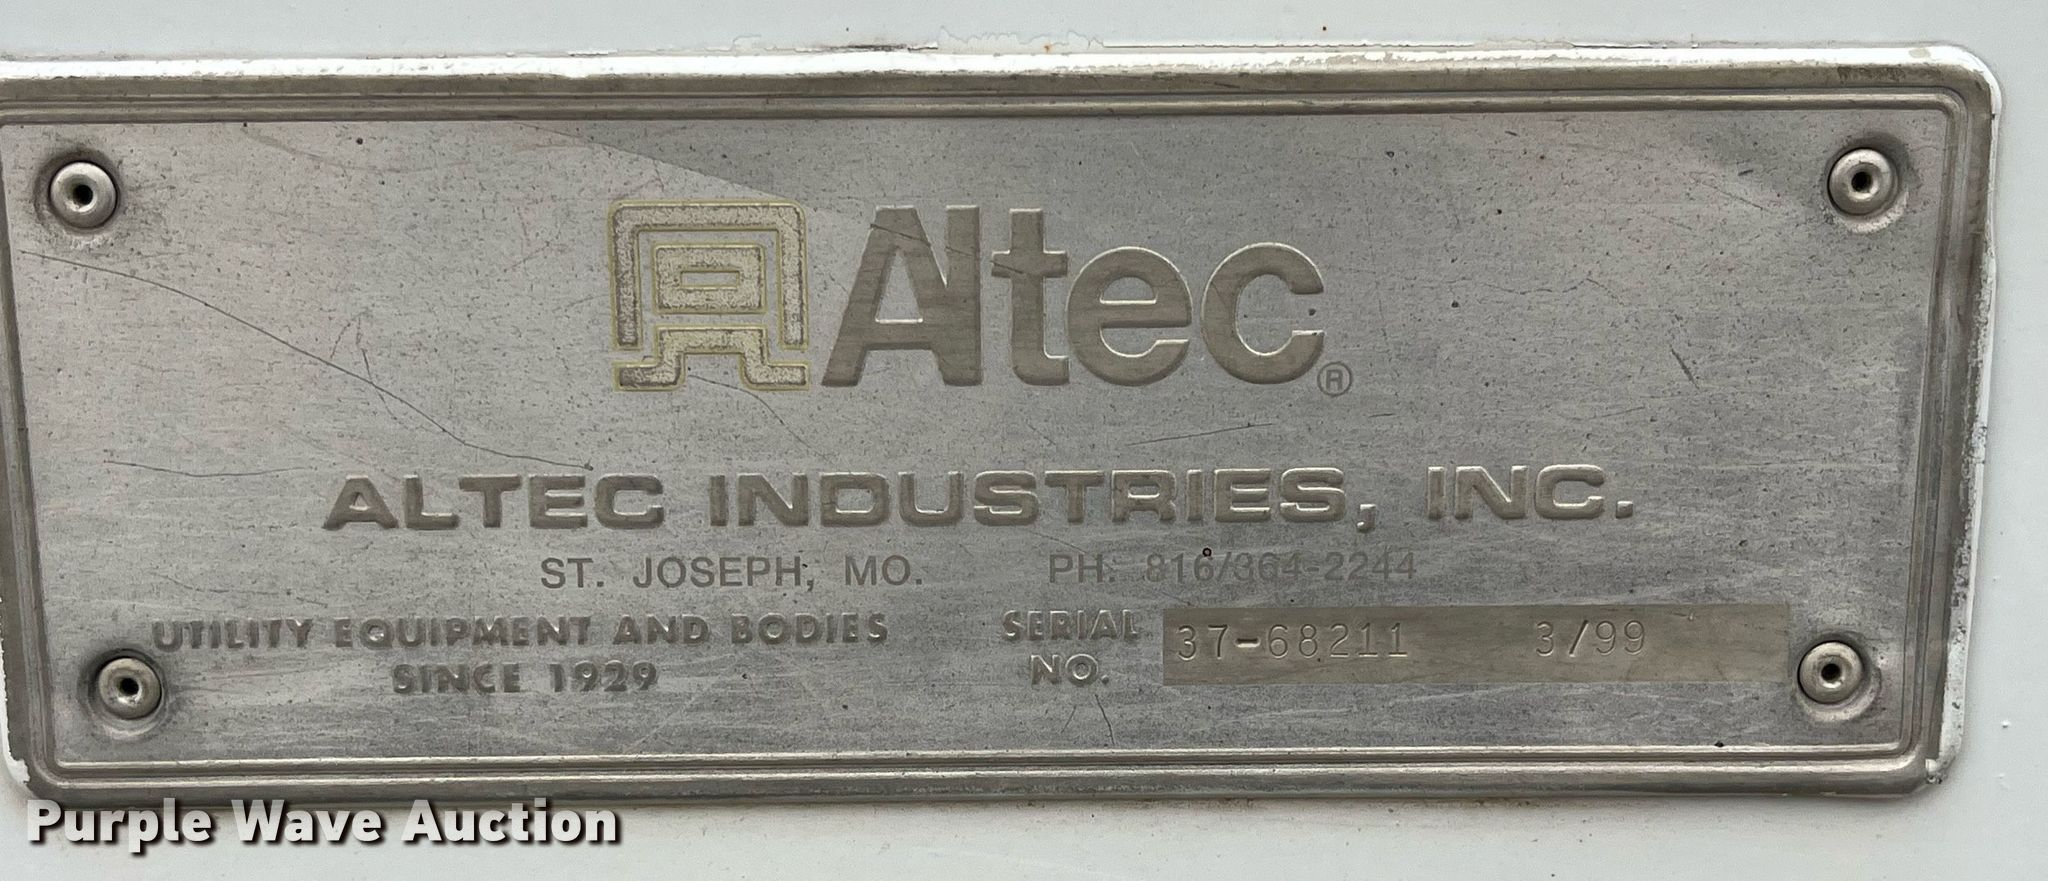 Altec®
ALTEC INDUSTRIES, INC.
ST. JOSEPH, MO. PH. 816/364-2244
UTILITY EQUIPMENT AND BODIES
SINCE 1929
SERIAL NO. 37-68211 3/99
Purple Wave Auction